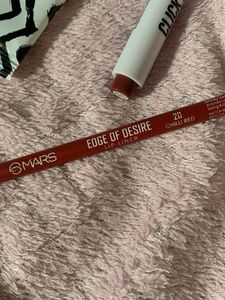 CLICK
MARS
EDGE OF DESIRE
LIP LINER
20
CHILLI RED